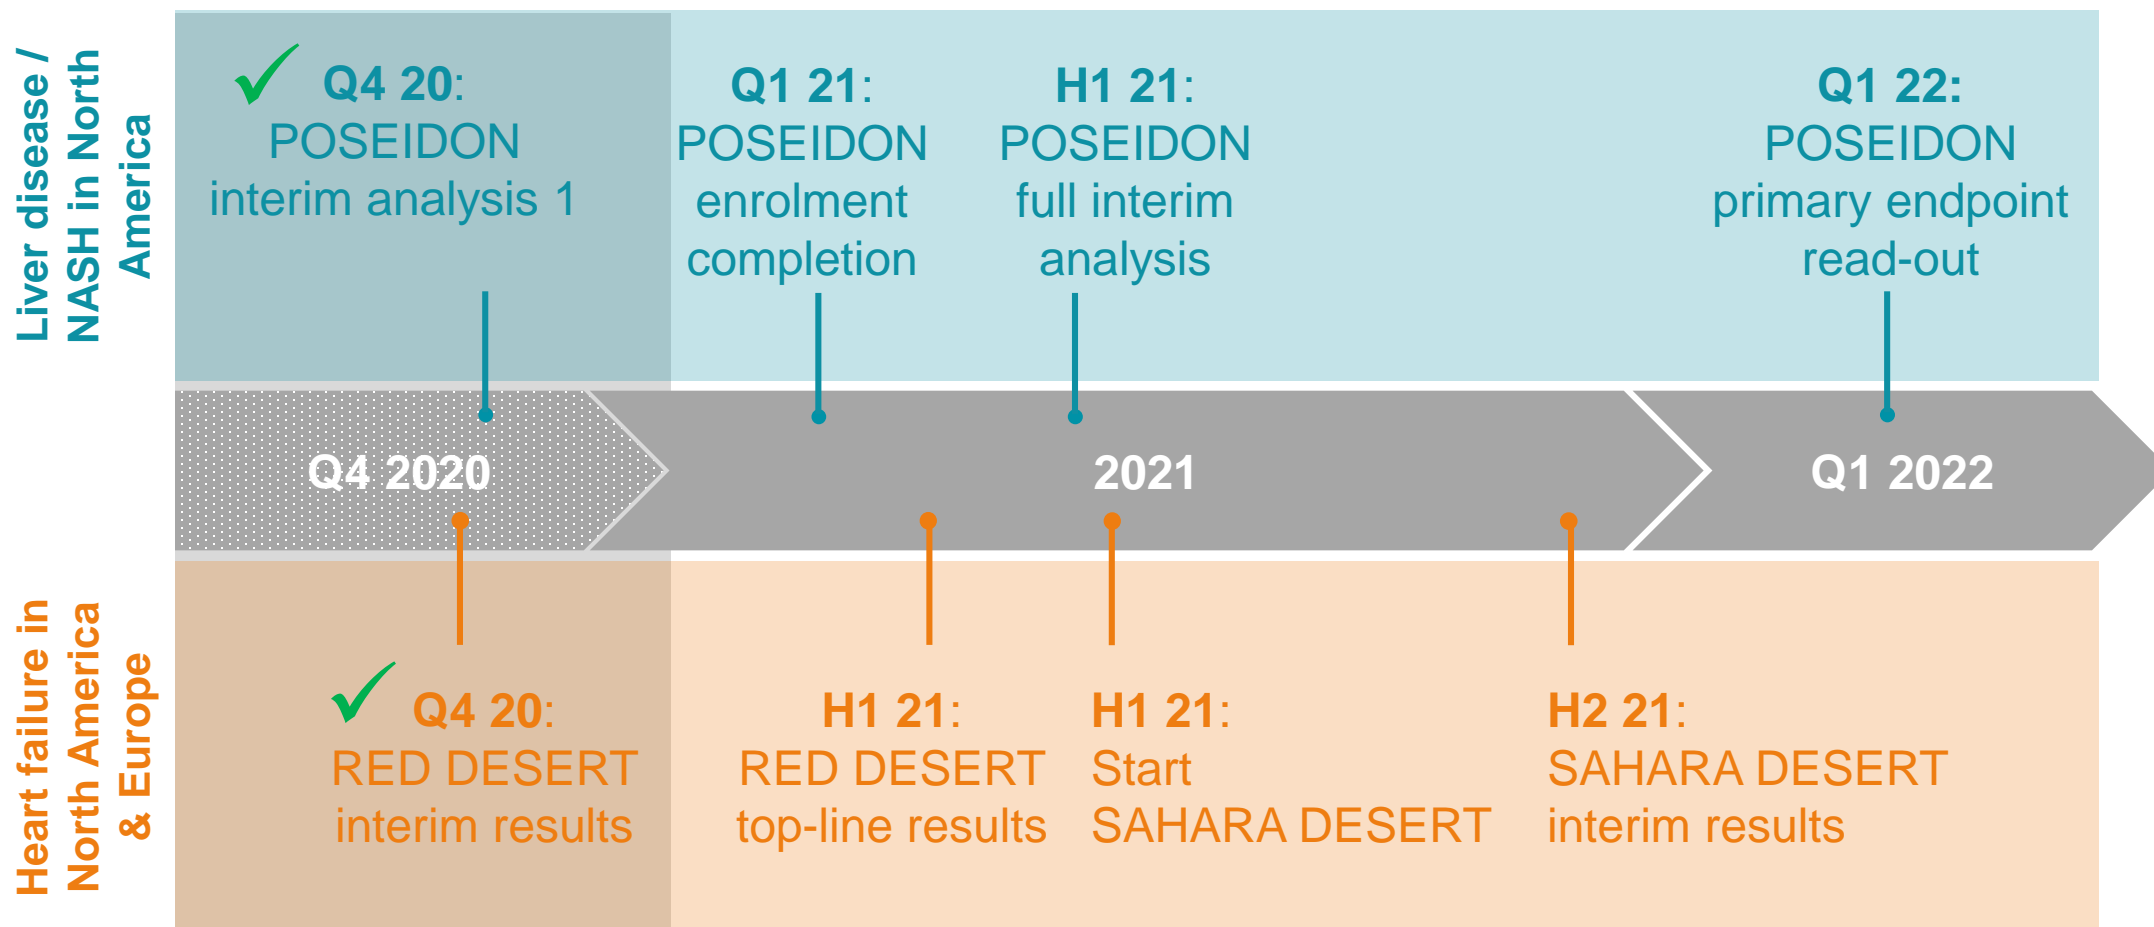 Liver disease /
NASH in North
America
Q4 20:
POSEIDON
interim analysis 1
Q1 21:
POSEIDON
enrolment
completion
H1 21:
POSEIDON
full interim
analysis
Q1 22:
POSEIDON
primary endpoint
read-out
Q4 2020
2021
Q1 2022
Heart failure in
North America
& Europe
Q4 20:
RED DESERT
interim results
H1 21:
RED DESERT
top-line results
H1 21:
Start
SAHARA DESERT
H2 21:
SAHARA DESERT
interim results